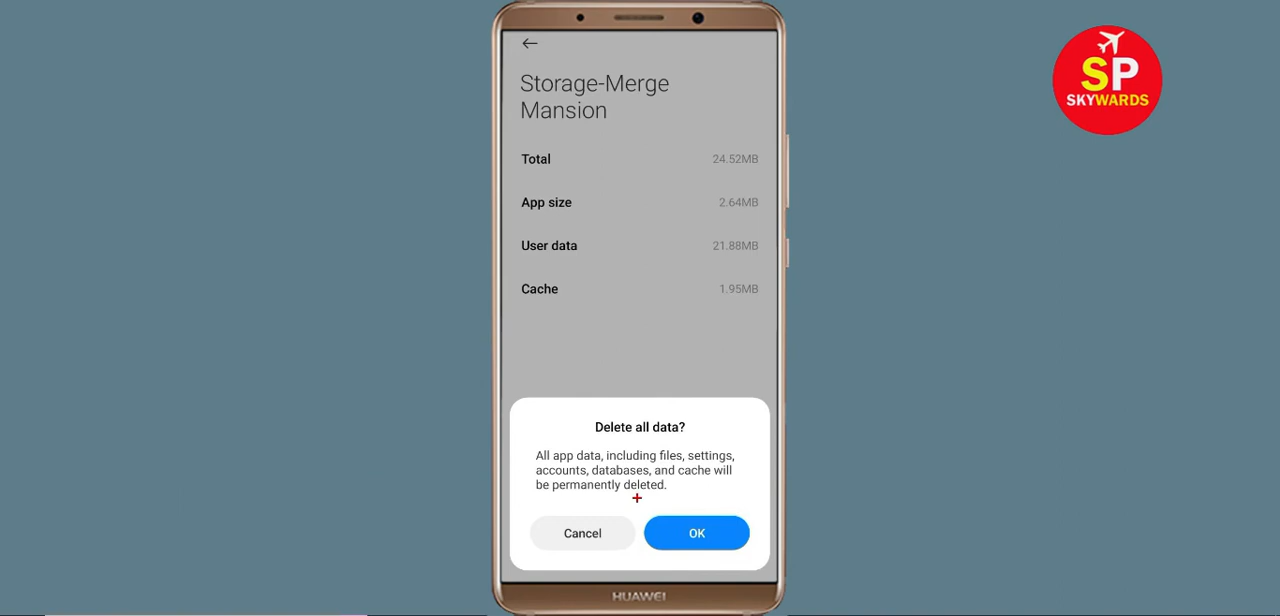 SP
SKYWARDS
Storage-Merge
Mansion
Total 24.52MB
App size 2.64MB
User data 21.88MB
Cache 1.95MB
Delete all data?
All app data, including files, settings,
accounts, databases, and cache will
be permanently deleted.
Cancel OK
HUAWEI